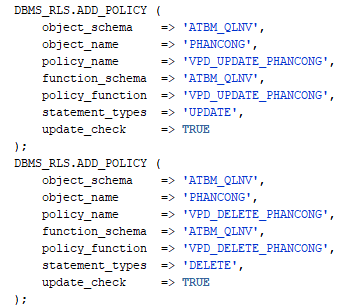 DBMS_RLS.ADD_POLICY (
    object_schema    => 'ATBM_QLNV',
    object_name      => 'PHANCONG',
    policy_name      => 'VPD_UPDATE_PHANCONG',
    function_schema  => 'ATBM_QLNV',
    policy_function  => 'VPD_UPDATE_PHANCONG',
    statement_types  => 'UPDATE',
    update_check     => TRUE
);
DBMS_RLS.ADD_POLICY (
    object_schema    => 'ATBM_QLNV',
    object_name      => 'PHANCONG',
    policy_name      => 'VPD_DELETE_PHANCONG',
    function_schema  => 'ATBM_QLNV',
    policy_function  => 'VPD_DELETE_PHANCONG',
    statement_types  => 'DELETE',
    update_check     => TRUE
);